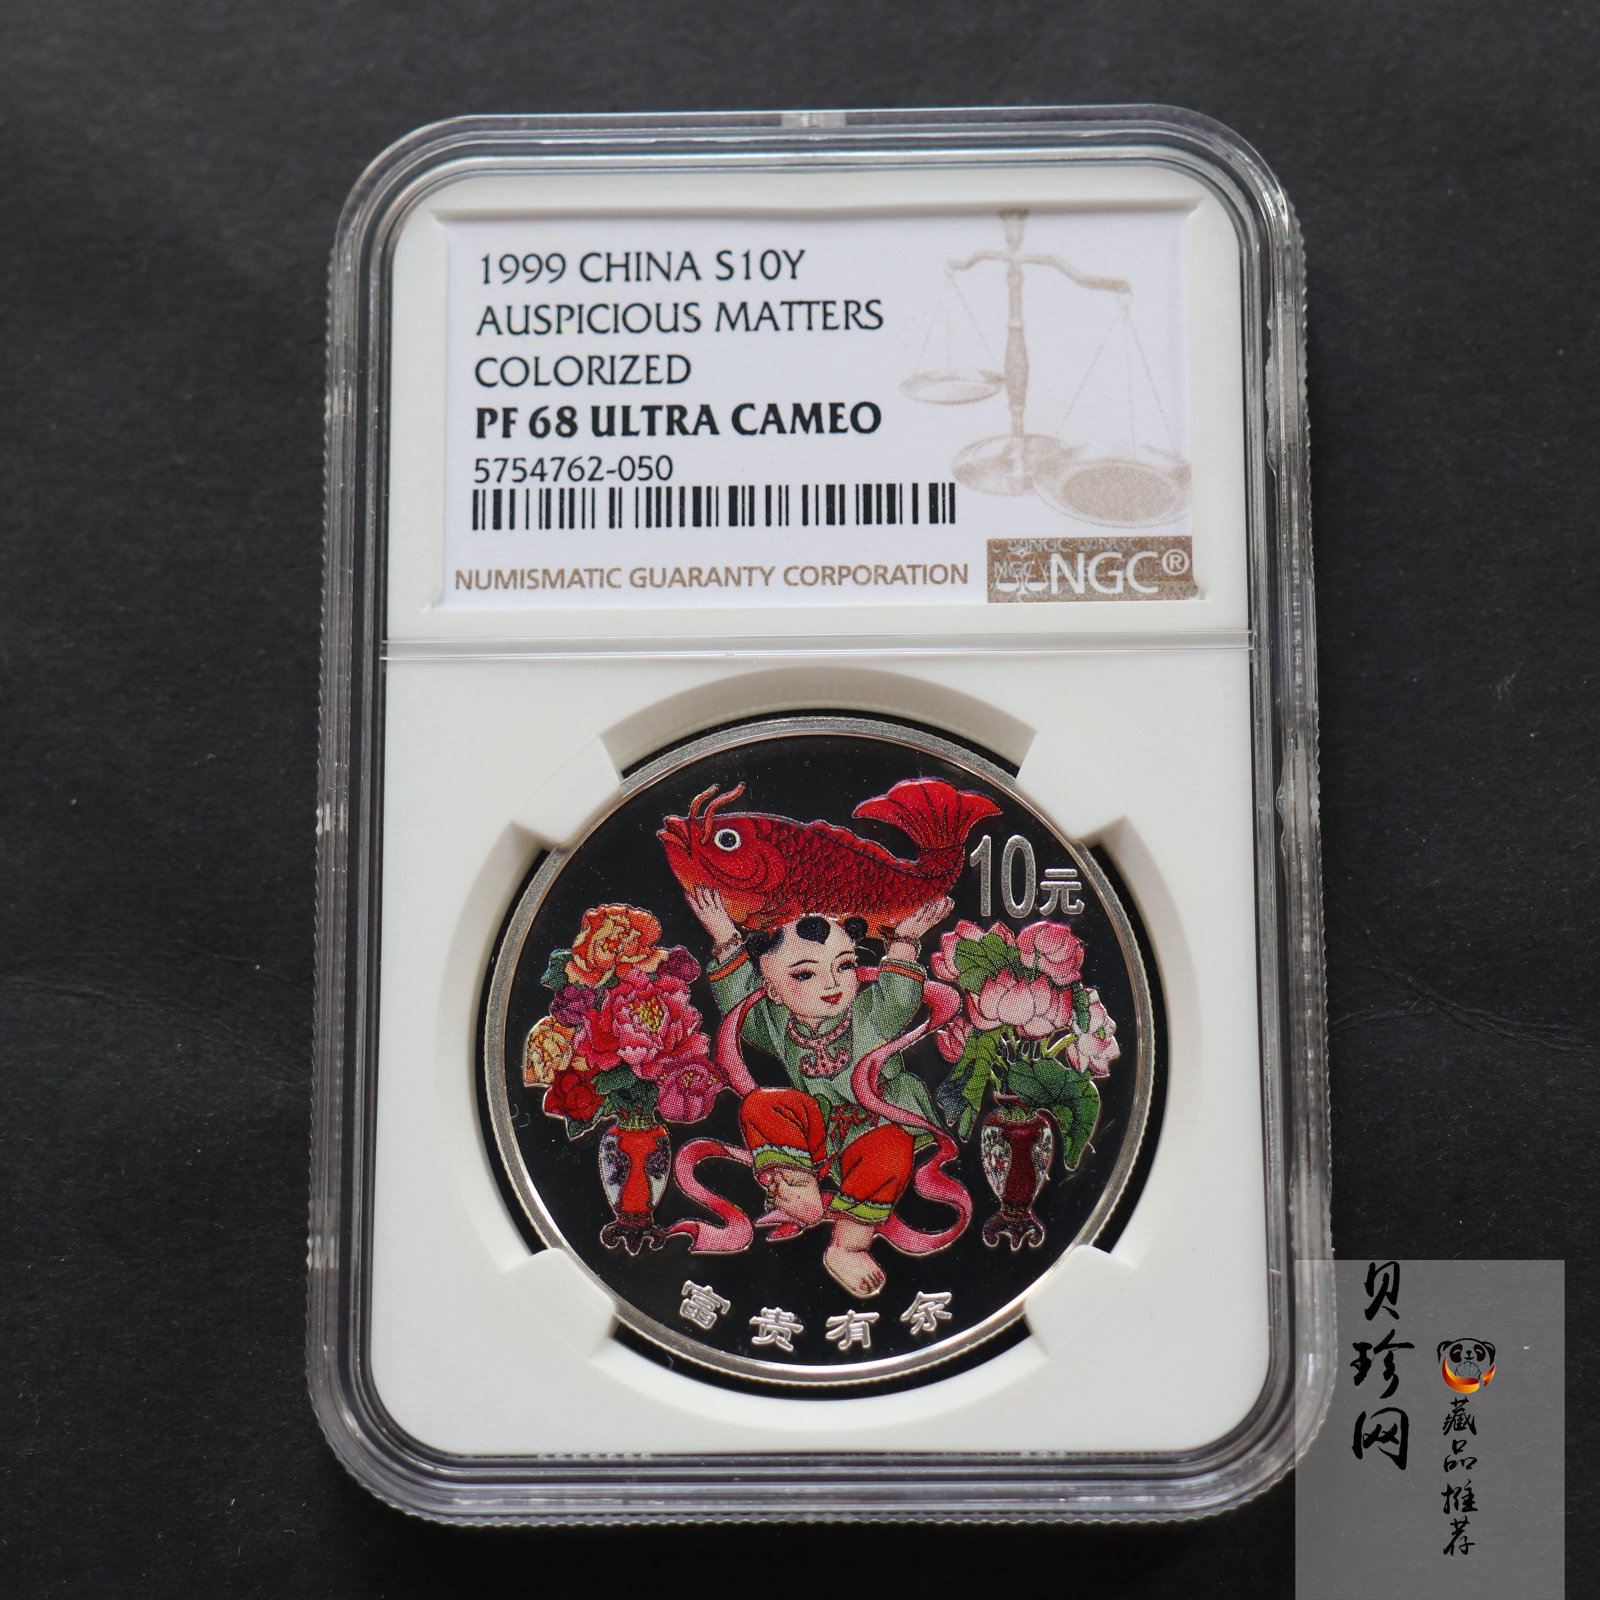 1999 CHINA S10Y
AUSPICIOUS MATTERS
COLORIZED
PF 68 ULTRA CAMEO
5754762-050
NUMISMATIC GUARANTY CORPORATION
NGC®
10元
富贵有余
贝珍网
藏品推荐